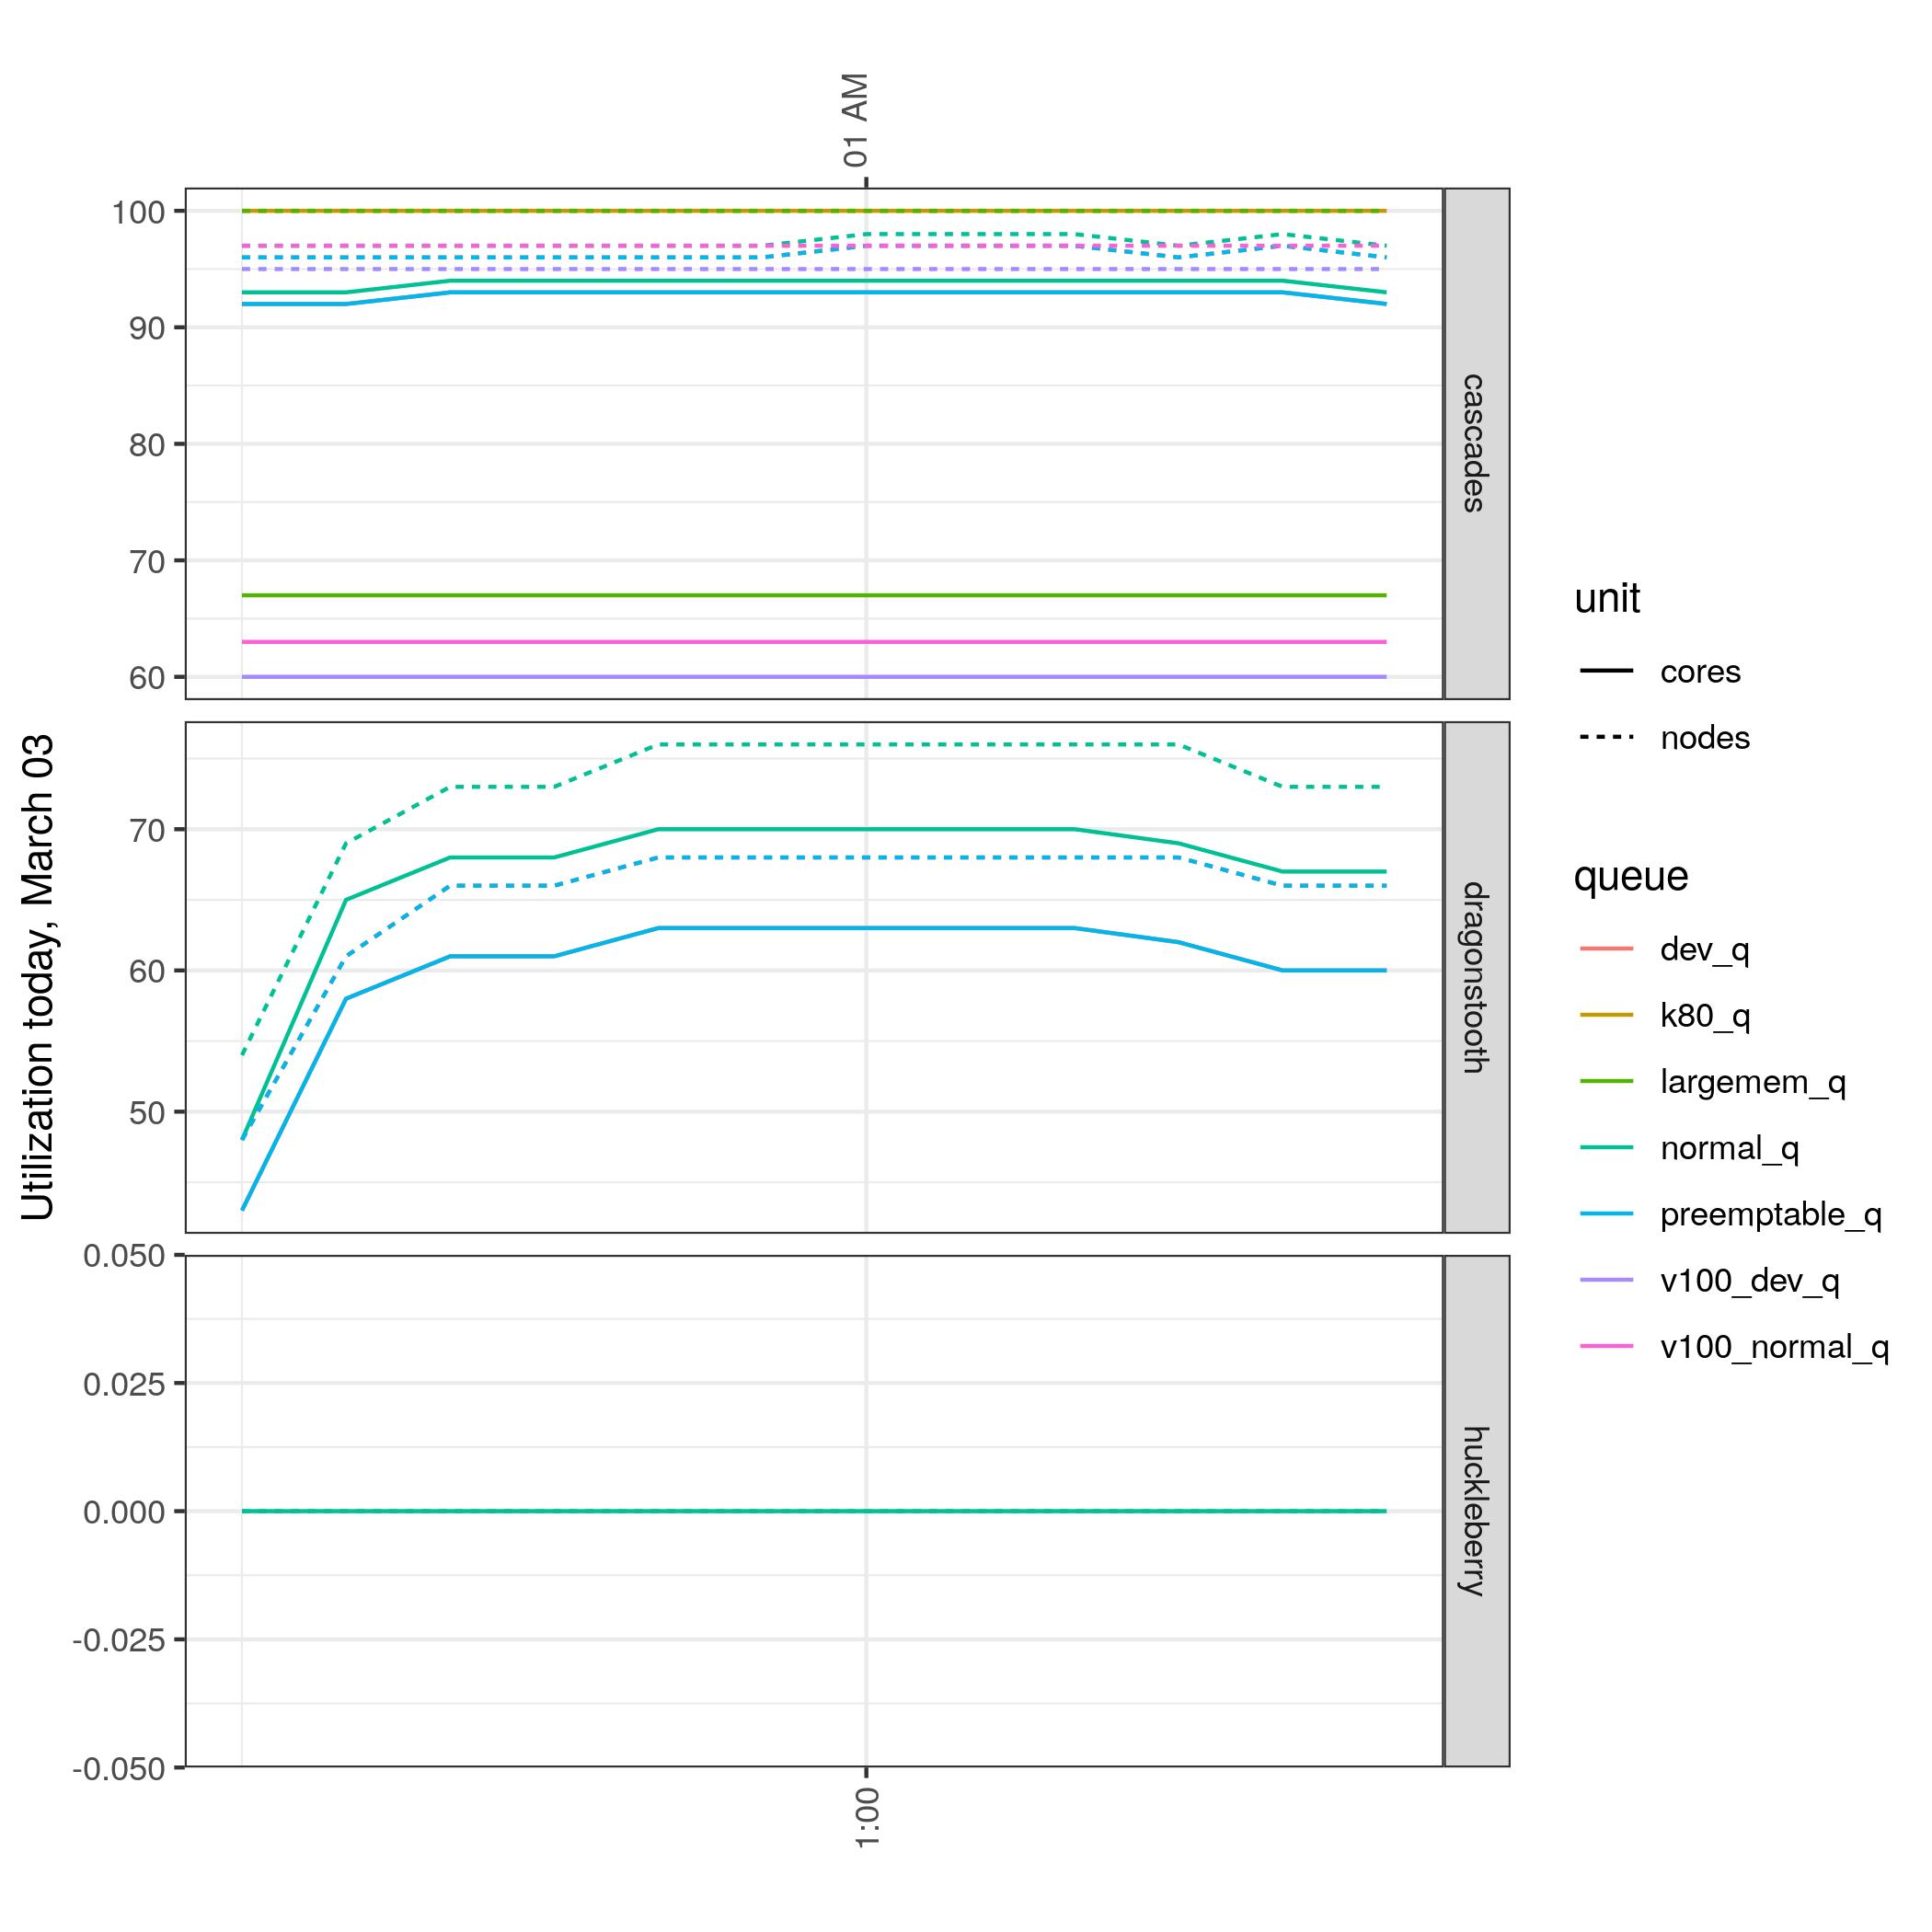 01 AM
Utilization today, March 03
100
90
80
70
60
cascades
70
60
50
dragonstooth
0.050
0.025
0.000
-0.025
-0.050
huckleberry
1:00
unit
cores
nodes
queue
dev_q
k80_q
largemem_q
normal_q
preemptable_q
v100_dev_q
v100_normal_q